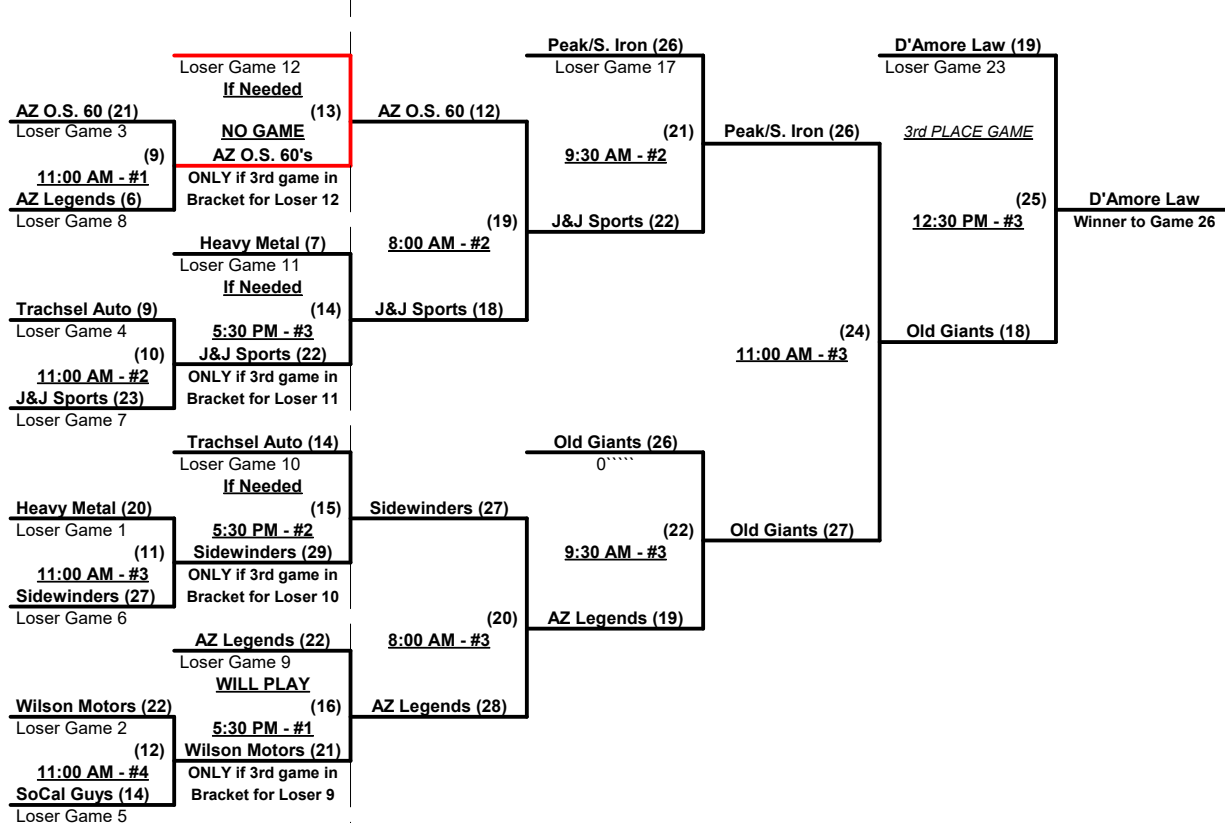 Peak/S. Iron (26)
D'Amore Law (19)
Loser Game 12
Loser Game 17
Loser Game 23
If Needed
AZ O.S. 60 (21)
(13)
AZ O.S. 60 (12)
Loser Game 3
NO GAME
(21)
Peak/S. Iron (26)
3rd PLACE GAME
(9)
AZ O.S. 60's
9:30 AM - #2
11:00 AM - #1
ONLY if 3rd game in
AZ Legends (6)
Bracket for Loser 12
(25)
D'Amore Law
Loser Game 8
(19)
J&J Sports (22)
12:30 PM - #3
Winner to Game 26
Heavy Metal (7)
8:00 AM - #2
Loser Game 11
If Needed
Trachsel Auto (9)
(14)
J&J Sports (18)
Loser Game 4
5:30 PM - #3
(24)
Old Giants (18)
(10)
J&J Sports (22)
11:00 AM - #3
11:00 AM - #2
ONLY if 3rd game in
J&J Sports (23)
Bracket for Loser 11
Loser Game 7
Trachsel Auto (14)
Old Giants (26)
Loser Game 10
0`````
If Needed
Heavy Metal (20)
(15)
Sidewinders (27)
Loser Game 1
5:30 PM - #2
(22)
Old Giants (27)
(11)
Sidewinders (29)
9:30 AM - #3
11:00 AM - #3
ONLY if 3rd game in
Sidewinders (27)
Bracket for Loser 10
Loser Game 6
(20)
AZ Legends (19)
AZ Legends (22)
8:00 AM - #3
Loser Game 9
WILL PLAY
Wilson Motors (22)
(16)
AZ Legends (28)
Loser Game 2
5:30 PM - #1
(12)
Wilson Motors (21)
11:00 AM - #4
ONLY if 3rd game in
SoCal Guys (14)
Bracket for Loser 9
Loser Game 5